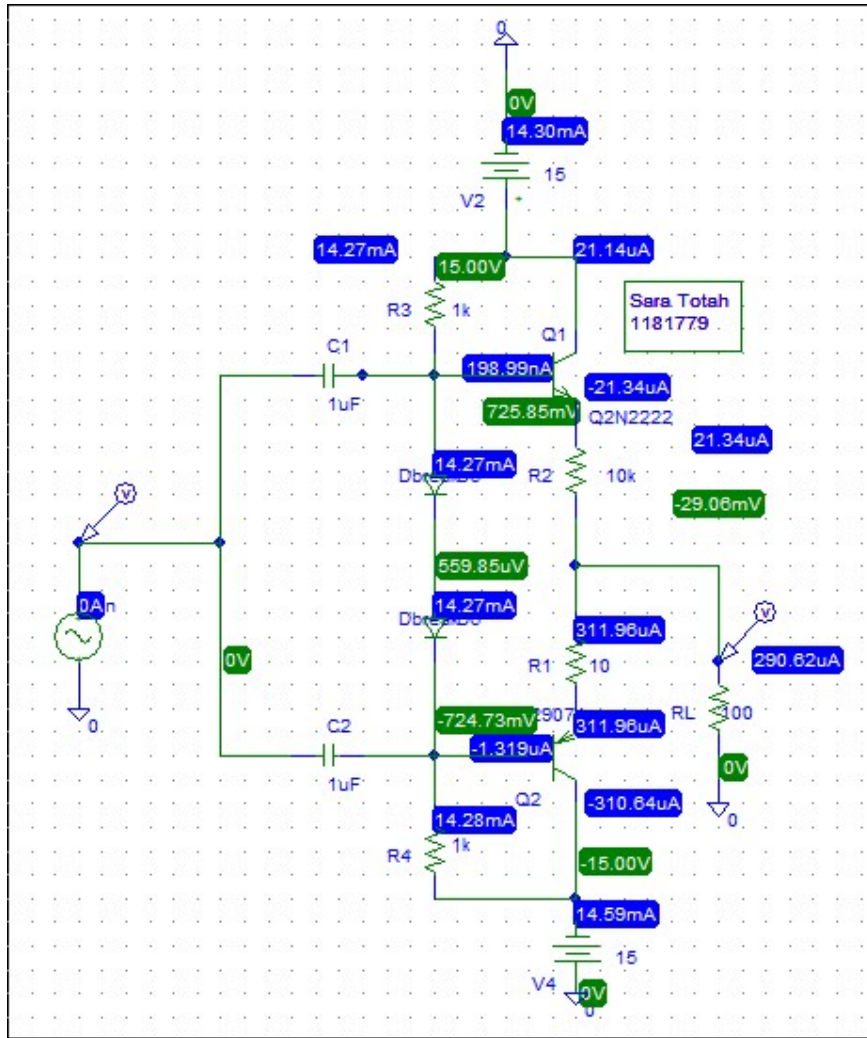 0
0V
14.30mA
15
V2
+
14.27mA
15.00V
21.14uA
R3
1k
Sara Totah
1181779
Q1
C1
198.99nA
1uF
-21.34uA
725.85mV
Q2N2222
21.34uA
14.27mA
R2
10k
-29.06mV
V
559.85uV
0A
14.27mA
V
311.96uA
290.62uA
0V
R1
10
-724.73mV
311.96uA
RL
100
0
C2
-1.319uA
0V
1uF
Q2
-310.64uA
0
14.28mA
R4
1k
-15.00V
14.59mA
15
V4
0V
0